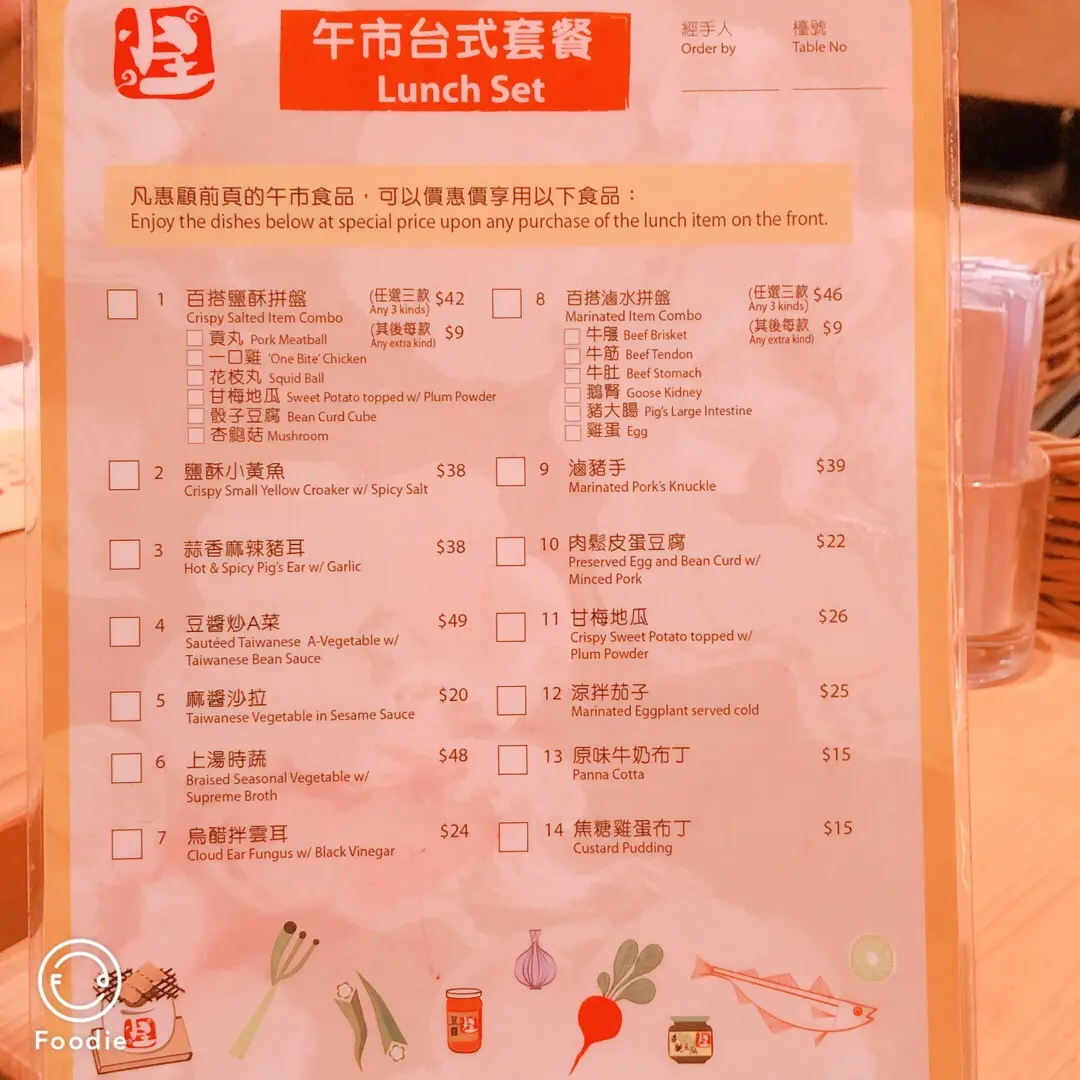 午市台式套餐
Lunch Set
經手人
Order by
檯號
Table No
凡惠顧前頁的午市食品，可以價惠價享用以下食品：
Enjoy the dishes below at special price upon any purchase of the lunch item on the front.
1 百搭鹽酥拼盤 (任選三款 $42
Crispy Salted Item Combo Any 3 kinds)
(其後每款 $9
Any extra kind)
貢丸 Pork Meatball
一口雞 'One Bite' Chicken
花枝丸 Squid Ball
甘梅地瓜 Sweet Potato topped w/ Plum Powder
骰子豆腐 Bean Curd Cube
杏鮑菇 Mushroom
2 鹽酥小黃魚 $38
Crispy Small Yellow Croaker w/ Spicy Salt
3 蒜香麻辣豬耳 $38
Hot & Spicy Pig's Ear w/ Garlic
4 豆醬炒A菜 $49
Sautéed Taiwanese A-Vegetable w/
Taiwanese Bean Sauce
5 麻醬沙拉 $20
Taiwanese Vegetable in Sesame Sauce
6 上湯時蔬 $48
Braised Seasonal Vegetable w/
Supreme Broth
7 烏醋拌雲耳 $24
Cloud Ear Fungus w/ Black Vinegar
8 百搭滷水拼盤 (任選三款 $46
Marinated Item Combo Any 3 kinds)
(其後每款 $9
Any extra kind)
牛腩 Beef Brisket
牛筋 Beef Tendon
牛肚 Beef Stomach
鵝腎 Goose Kidney
豬大腸 Pig's Large Intestine
雞蛋 Egg
9 滷豬手 $39
Marinated Pork's Knuckle
10 肉鬆皮蛋豆腐 $22
Preserved Egg and Bean Curd w/
Minced Pork
11 甘梅地瓜 $26
Crispy Sweet Potato topped w/
Plum Powder
12 涼拌茄子 $25
Marinated Eggplant served cold
13 原味牛奶布丁 $15
Panna Cotta
14 焦糖雞蛋布丁 $15
Custard Pudding
Foodie